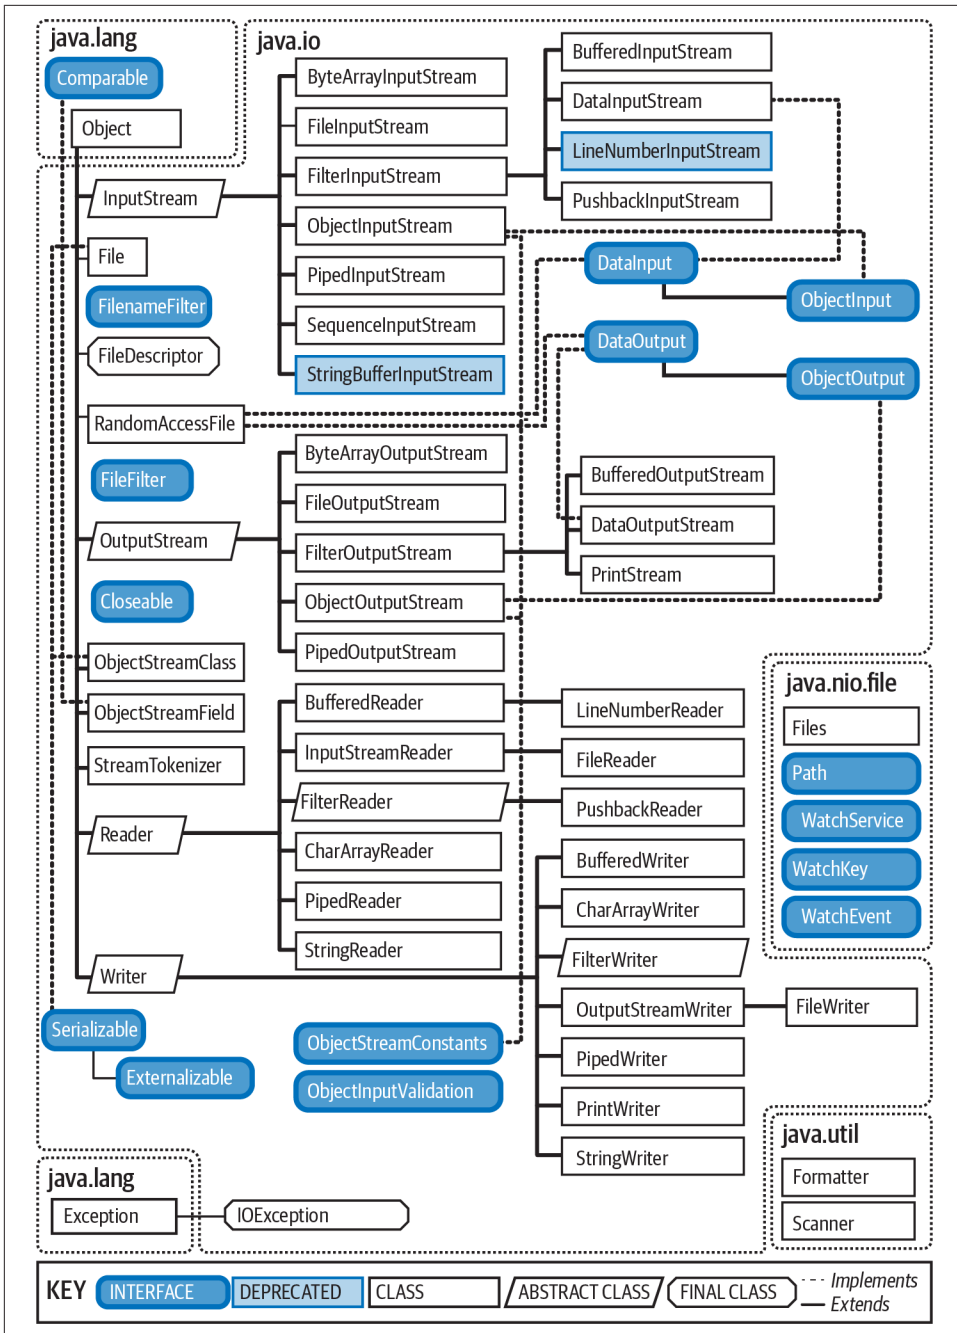 java.lang
Comparable
Object
java.io
ByteArrayInputStream
FileInputStream
FilterInputStream
ObjectInputStream
PipedInputStream
SequenceInputStream
StringBufferInputStream
BufferedInputStream
DataInputStream
LineNumberInputStream
PushbackInputStream
InputStream
File
FilenameFilter
FileDescriptor
RandomAccessFile
FileFilter
OutputStream
Closeable
ObjectStreamClass
ObjectStreamField
StreamTokenizer
Reader
Writer
Serializable
Externalizable
DataInput
ObjectInput
DataOutput
ObjectOutput
ByteArrayOutputStream
FileOutputStream
FilterOutputStream
ObjectOutputStream
PipedOutputStream
BufferedOutputStream
DataOutputStream
PrintStream
BufferedReader
InputStreamReader
FilterReader
CharArrayReader
PipedReader
StringReader
LineNumberReader
FileReader
PushbackReader
BufferedWriter
CharArrayWriter
FilterWriter
OutputStreamWriter
PipedWriter
PrintWriter
StringWriter
FileWriter
ObjectStreamConstants
ObjectInputValidation
java.nio.file
Files
Path
WatchService
WatchKey
WatchEvent
java.util
Formatter
Scanner
java.lang
Exception
IOException
KEY
INTERFACE
DEPRECATED
CLASS
ABSTRACT CLASS
FINAL CLASS
Implements
Extends